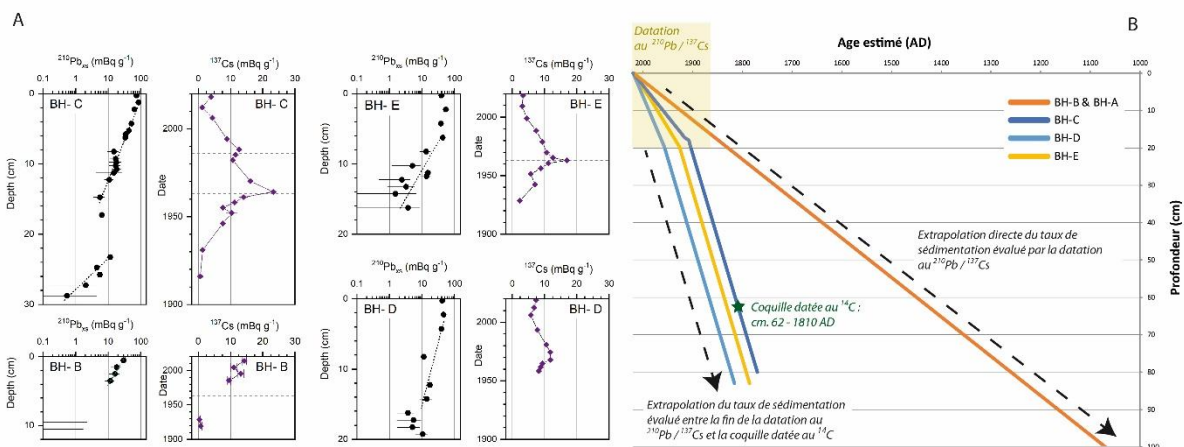 A
²¹⁰Pbxs (mBq g⁻¹)
¹³⁷Cs (mBq g⁻¹)
0.1 1 10 100
0 10 20 30
BH- C
BH- C
Depth (cm)
0
10
20
30
Date
2000
1950
1900
²¹⁰Pbxs (mBq g⁻¹)
¹³⁷Cs (mBq g⁻¹)
0.1 1 10 100
0 10 20 30
BH- E
BH- E
Depth (cm)
0
10
20
Date
2000
1950
1900
²¹⁰Pbxs (mBq g⁻¹)
¹³⁷Cs (mBq g⁻¹)
0.1 1 10 100
0 10 20 30
BH- B
BH- B
Depth (cm)
0
10
Date
2000
1950
1900
²¹⁰Pbxs (mBq g⁻¹)
¹³⁷Cs (mBq g⁻¹)
0.1 1 10 100
0 10 20 30
BH- D
BH- D
Depth (cm)
0
10
20
Date
2000
1950
1900
B
Datation
au ²¹⁰Pb / ¹³⁷Cs
Age estimé (AD)
2000 1900 1800 1700 1600 1500 1400 1300 1200 1100 1000
0
10
20
30
40
50
60
70
80
90
100
Profondeur (cm)
BH-B & BH-A
BH-C
BH-D
BH-E
Extrapolation directe du taux de
sédimentation évalué par la datation
au ²¹⁰Pb / ¹³⁷Cs
Coquille datée au ¹⁴C :
cm. 62 - 1810 AD
Extrapolation du taux de sédimentation
évalué entre la fin de la datation au
²¹⁰Pb / ¹³⁷Cs et la coquille datée au ¹⁴C